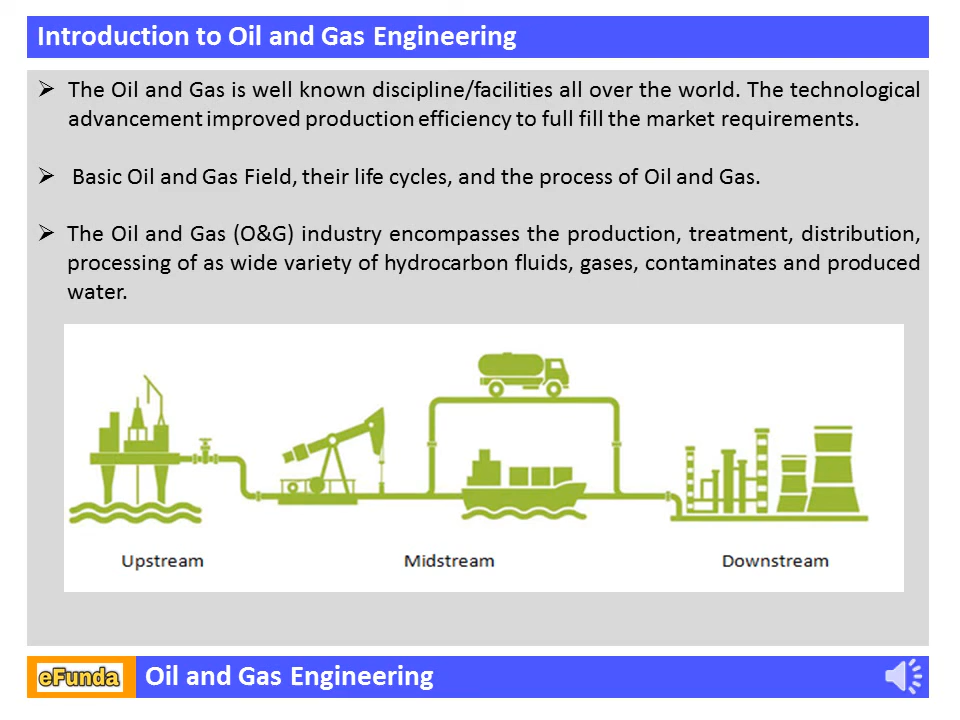 Introduction to Oil and Gas Engineering
➢ The Oil and Gas is well known discipline/facilities all over the world. The technological
advancement improved production efficiency to full fill the market requirements.
➢ Basic Oil and Gas Field, their life cycles, and the process of Oil and Gas.
➢ The Oil and Gas (O&G) industry encompasses the production, treatment, distribution,
processing of as wide variety of hydrocarbon fluids, gases, contaminates and produced
water.
Upstream Midstream Downstream
eFunda Oil and Gas Engineering